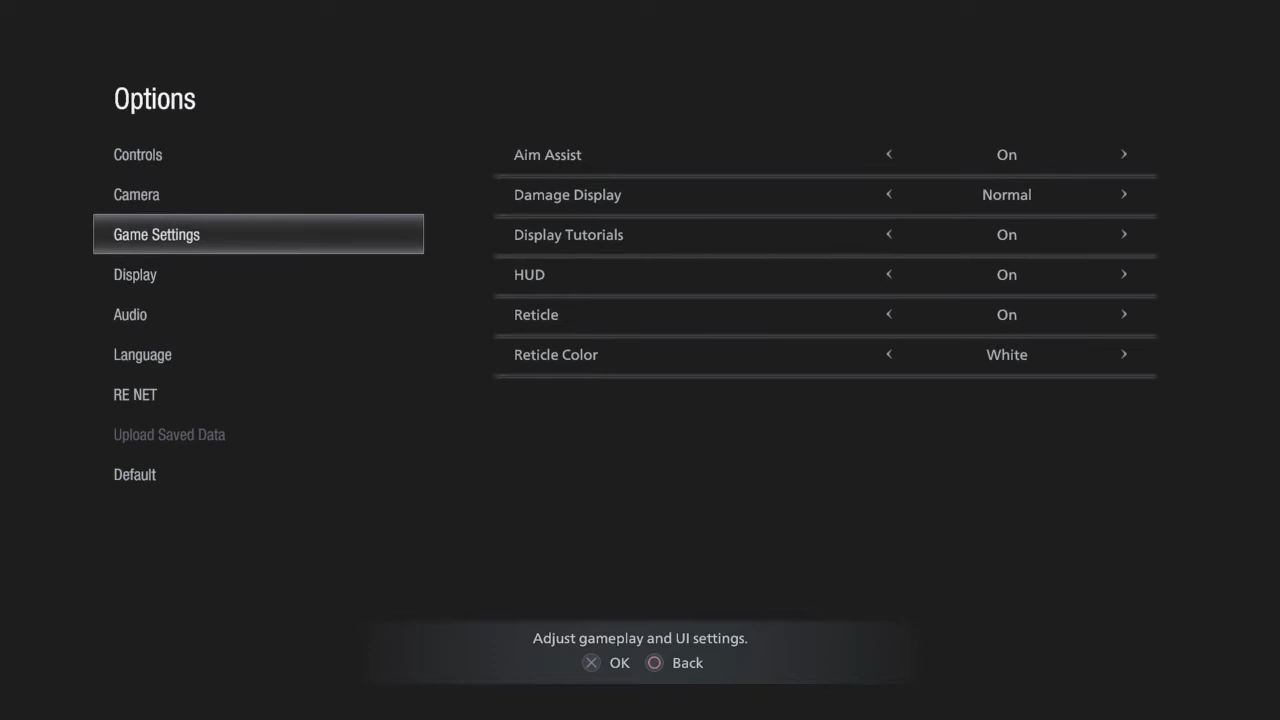 Options
Controls
Camera
Game Settings
Display
Audio
Language
RE NET
Upload Saved Data
Default
Aim Assist On
Damage Display Normal
Display Tutorials On
HUD On
Reticle On
Reticle Color White
Adjust gameplay and UI settings.
OK Back